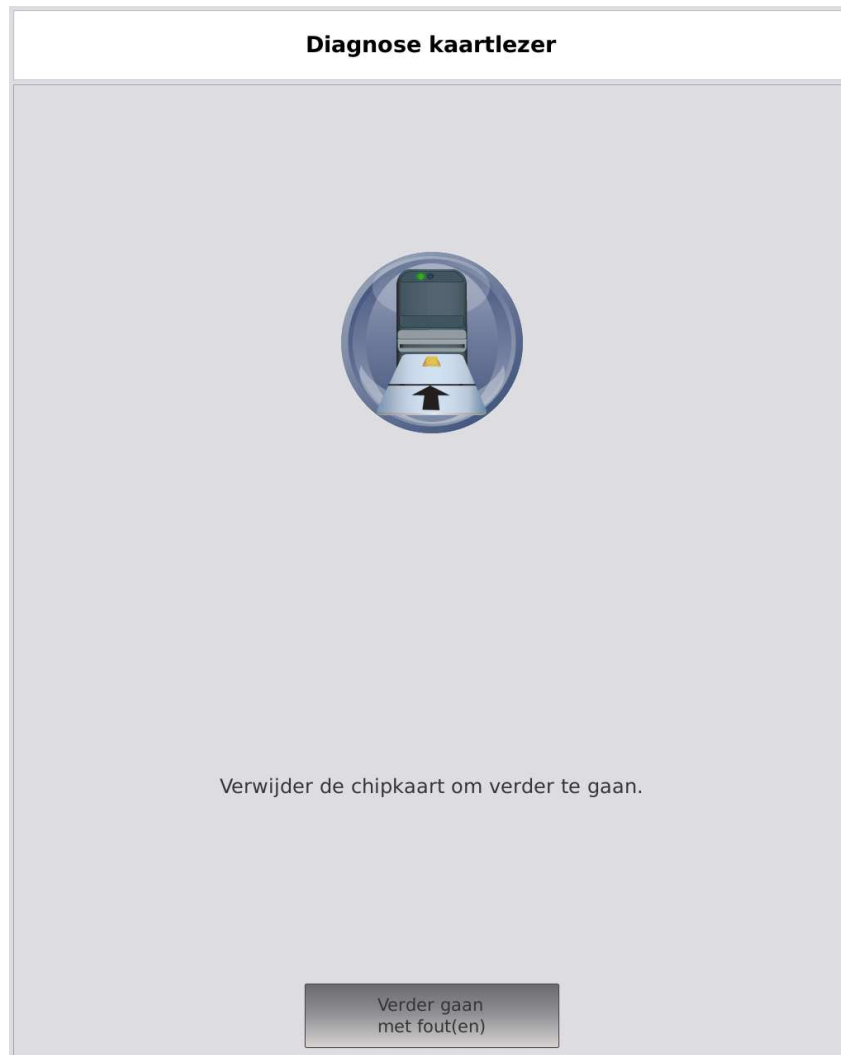 Diagnose kaartlezer
Verwijder de chipkaart om verder te gaan.
Verder gaan
met fout(en)